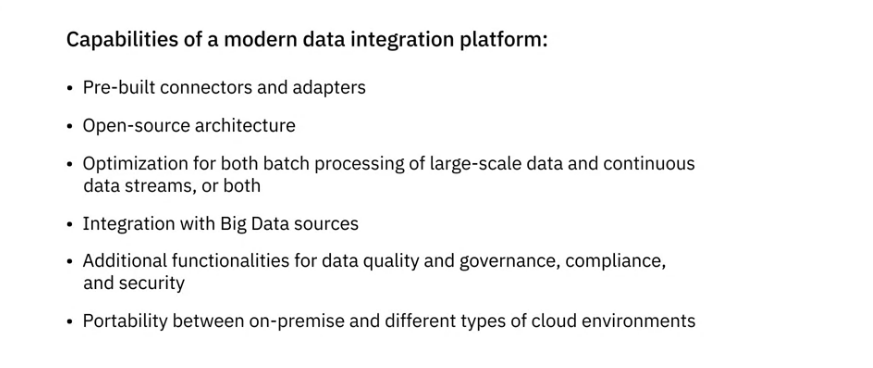 Capabilities of a modern data integration platform:
• Pre-built connectors and adapters
• Open-source architecture
• Optimization for both batch processing of large-scale data and continuous
data streams, or both
• Integration with Big Data sources
• Additional functionalities for data quality and governance, compliance,
and security
• Portability between on-premise and different types of cloud environments